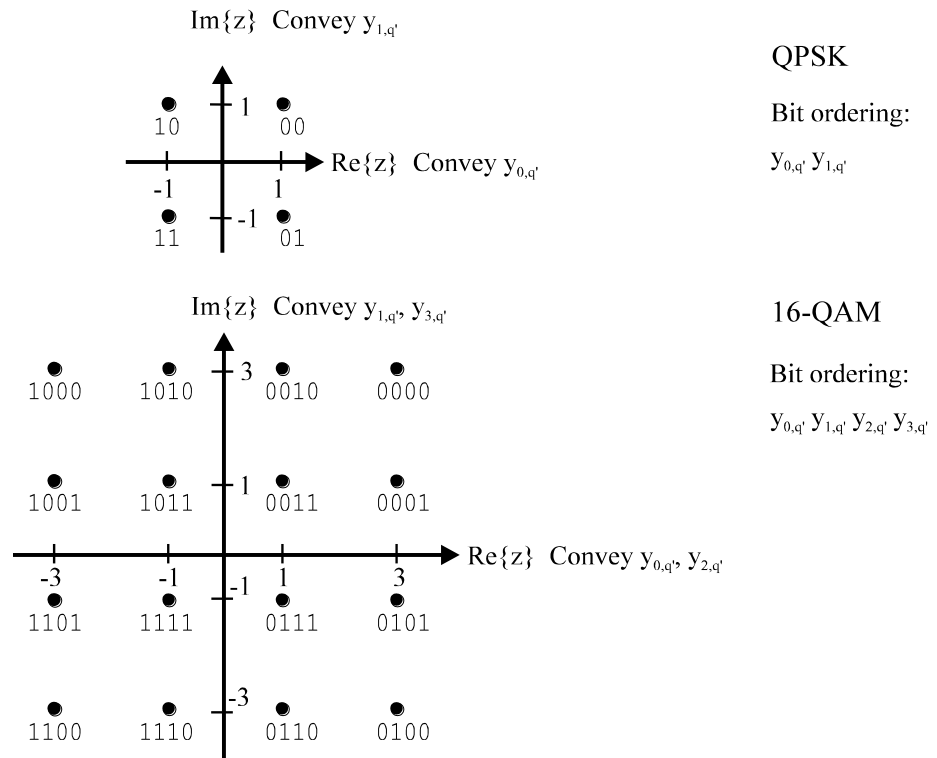 Im{z} Convey y1,q'
QPSK
1
10 00
Bit ordering:
Re{z} Convey y0,q'
y0,q' y1,q'
-1 1
-1
11 01
Im{z} Convey y1,q', y3,q'
16-QAM
3
1000 1010 0010 0000
Bit ordering:
y0,q' y1,q' y2,q' y3,q'
1
1001 1011 0011 0001
Re{z} Convey y0,q', y2,q'
-3 -1 1 3
-1
1101 1111 0111 0101
-3
1100 1110 0110 0100